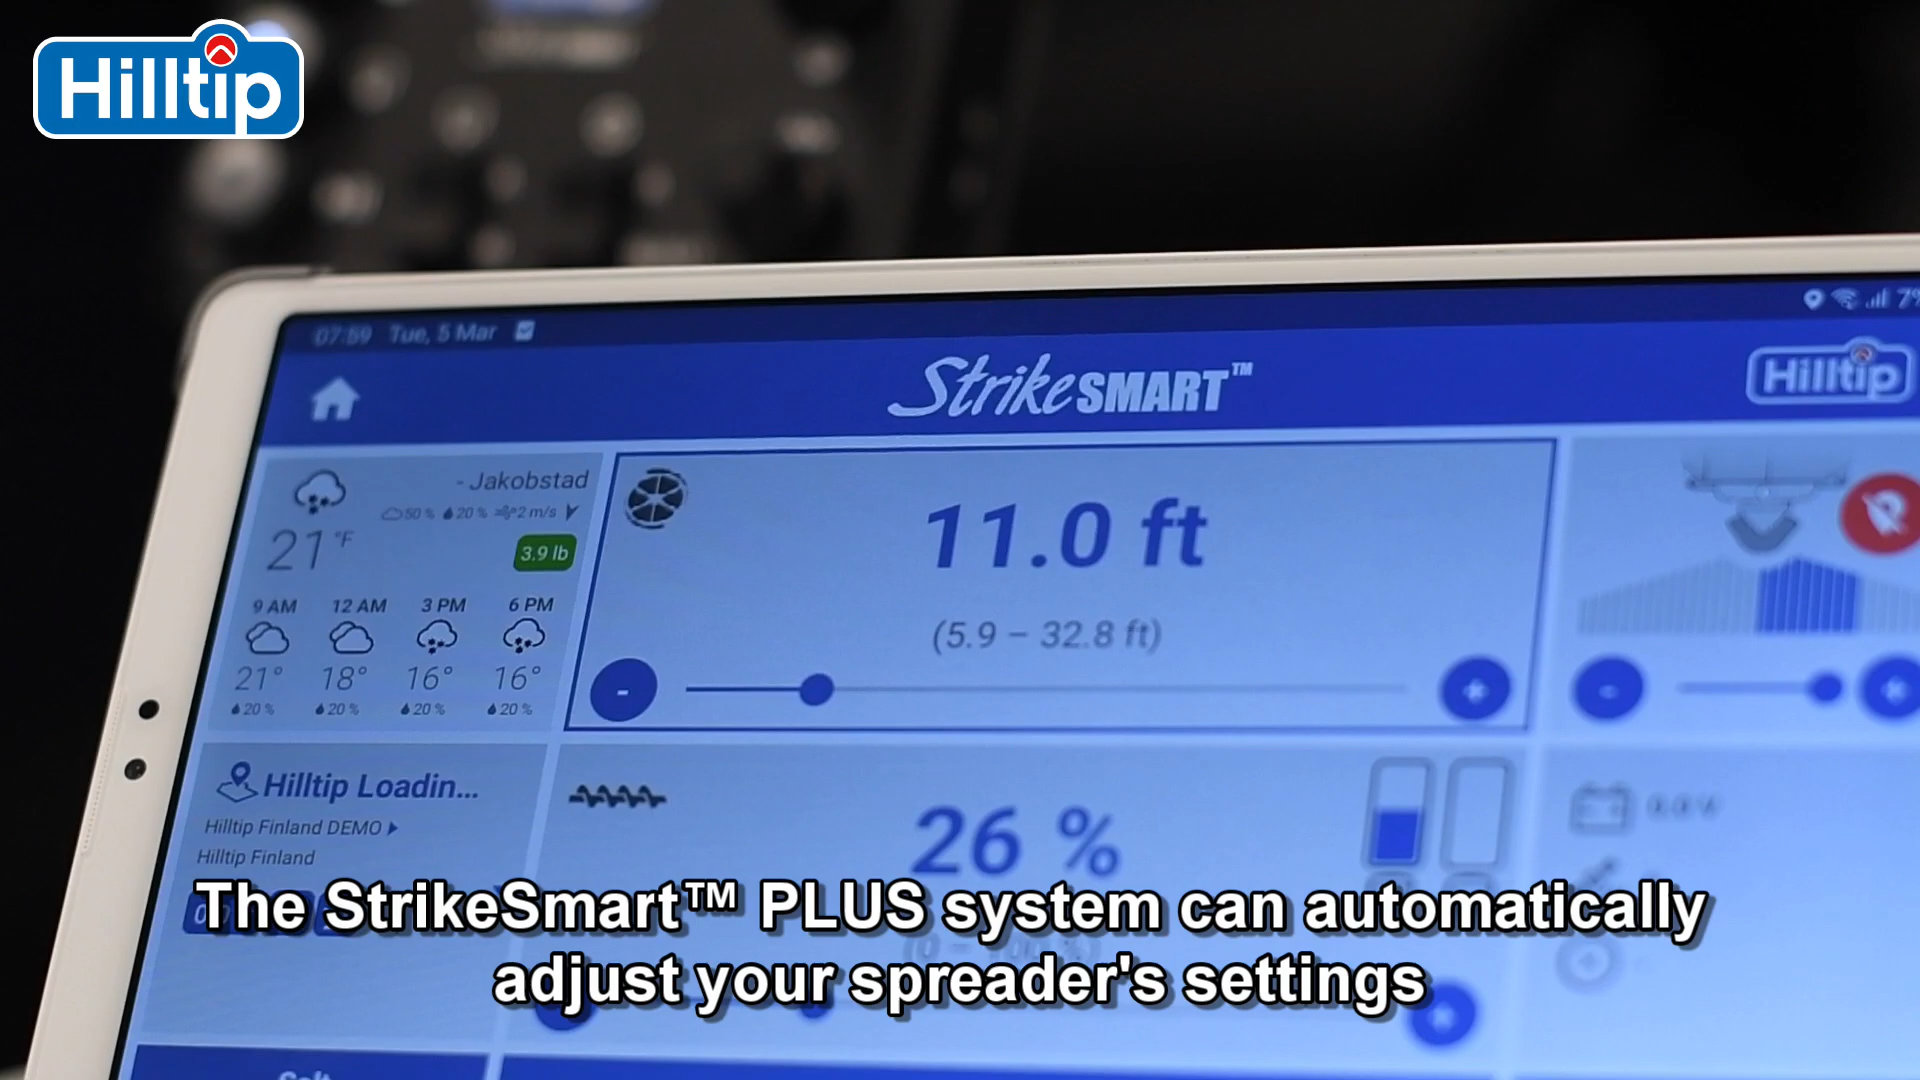 Hilltip
07:59 Tue, 5 Mar
7%
StrikeSMART™
Hilltip
- Jakobstad
50 % 20 % 2 m/s
21 °F
3.9 lb
9 AM 12 AM 3 PM 6 PM
21° 18° 16° 16°
20 % 20 % 20 % 20 %
11.0 ft
(5.9 – 32.8 ft)
- +
- +
Hilltip Loadin...
Hilltip Finland DEMO
Hilltip Finland
26 %
0.0 V
The StrikeSmart™ PLUS system can automatically
adjust your spreader's settings